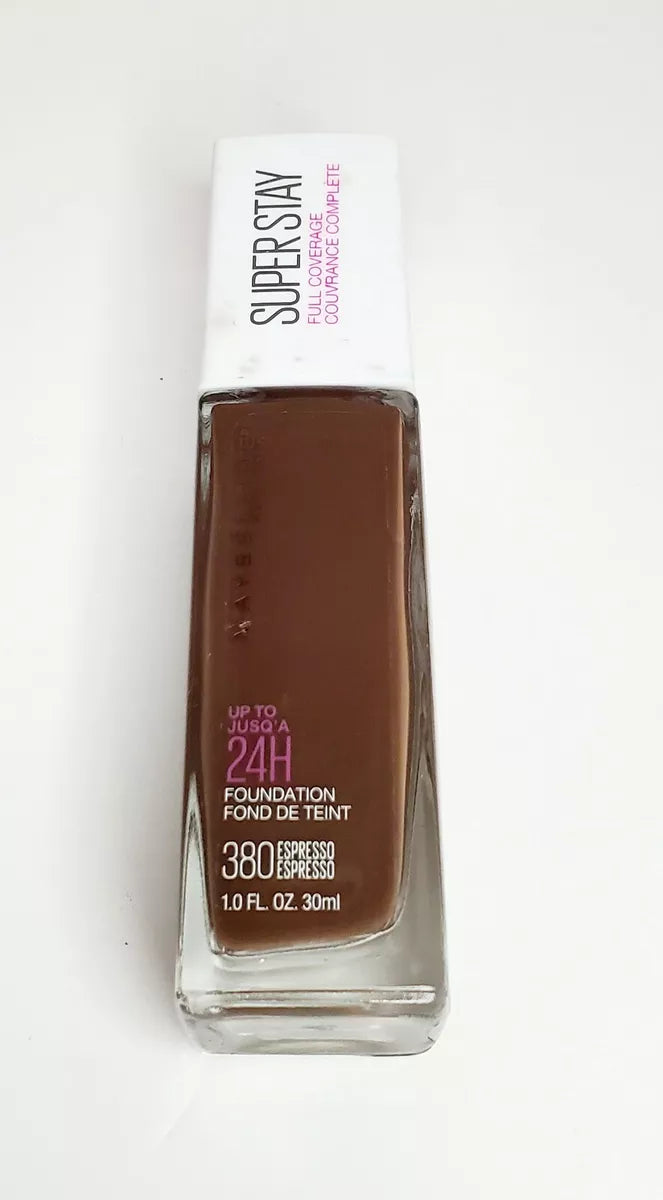 SUPER STAY
FULL COVERAGE
COUVRANCE COMPLÈTE
UP TO
JUSQ'A
24H
FOUNDATION
FOND DE TEINT
380 ESPRESSO
ESPRESSO
1.0 FL. OZ. 30ml